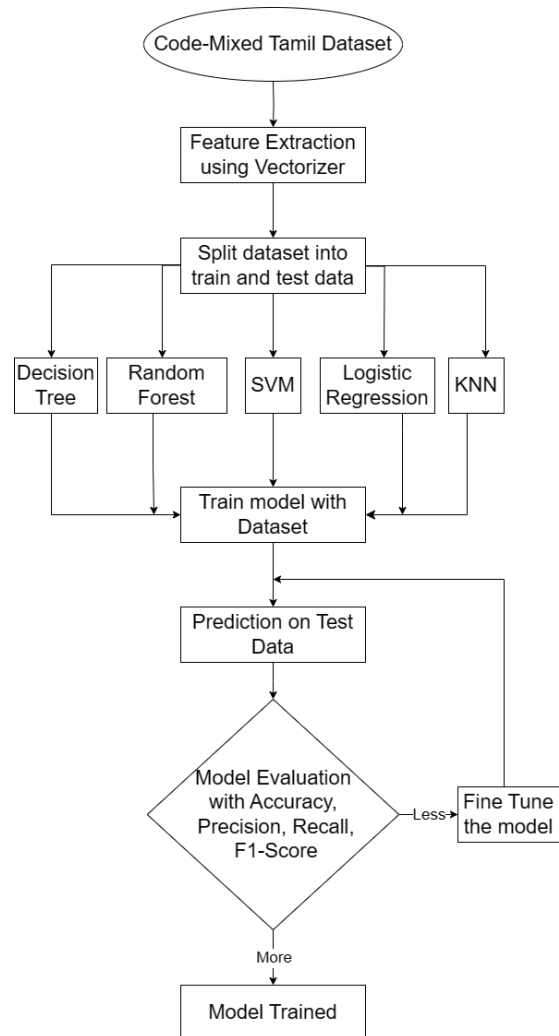 Code-Mixed Tamil Dataset
Feature Extraction
using Vectorizer
Split dataset into
train and test data
Decision
Tree
Random
Forest
SVM
Logistic
Regression
KNN
Train model with
Dataset
Prediction on Test
Data
Model Evaluation
with Accuracy,
Precision, Recall,
F1-Score
Less
Fine Tune
the model
More
Model Trained